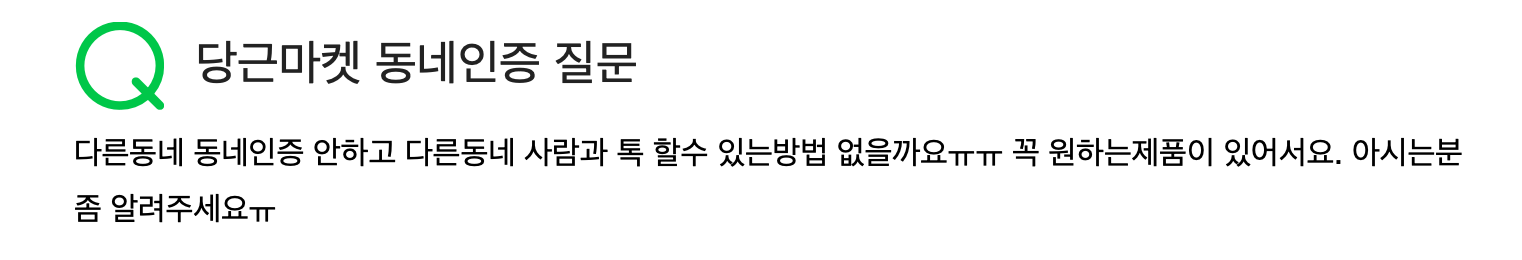 당근마켓 동네인증 질문
다른동네 동네인증 안하고 다른동네 사람과 톡 할수 있는방법 없을까요ㅠㅠ 꼭 원하는제품이 있어서요. 아시는분
좀 알려주세요ㅠ